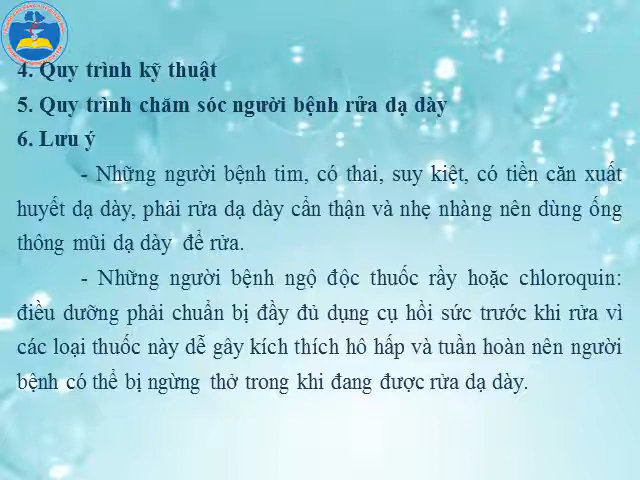 4. Quy trình kỹ thuật
5. Quy trình chăm sóc người bệnh rửa dạ dày
6. Lưu ý
- Những người bệnh tim, có thai, suy kiệt, có tiền căn xuất
huyết dạ dày, phải rửa dạ dày cẩn thận và nhẹ nhàng nên dùng ống
thông mũi dạ dày để rửa.
- Những người bệnh ngộ độc thuốc rầy hoặc chloroquin:
điều dưỡng phải chuẩn bị đầy đủ dụng cụ hồi sức trước khi rửa vì
các loại thuốc này dễ gây kích thích hô hấp và tuần hoàn nên người
bệnh có thể bị ngừng thở trong khi đang được rửa dạ dày.